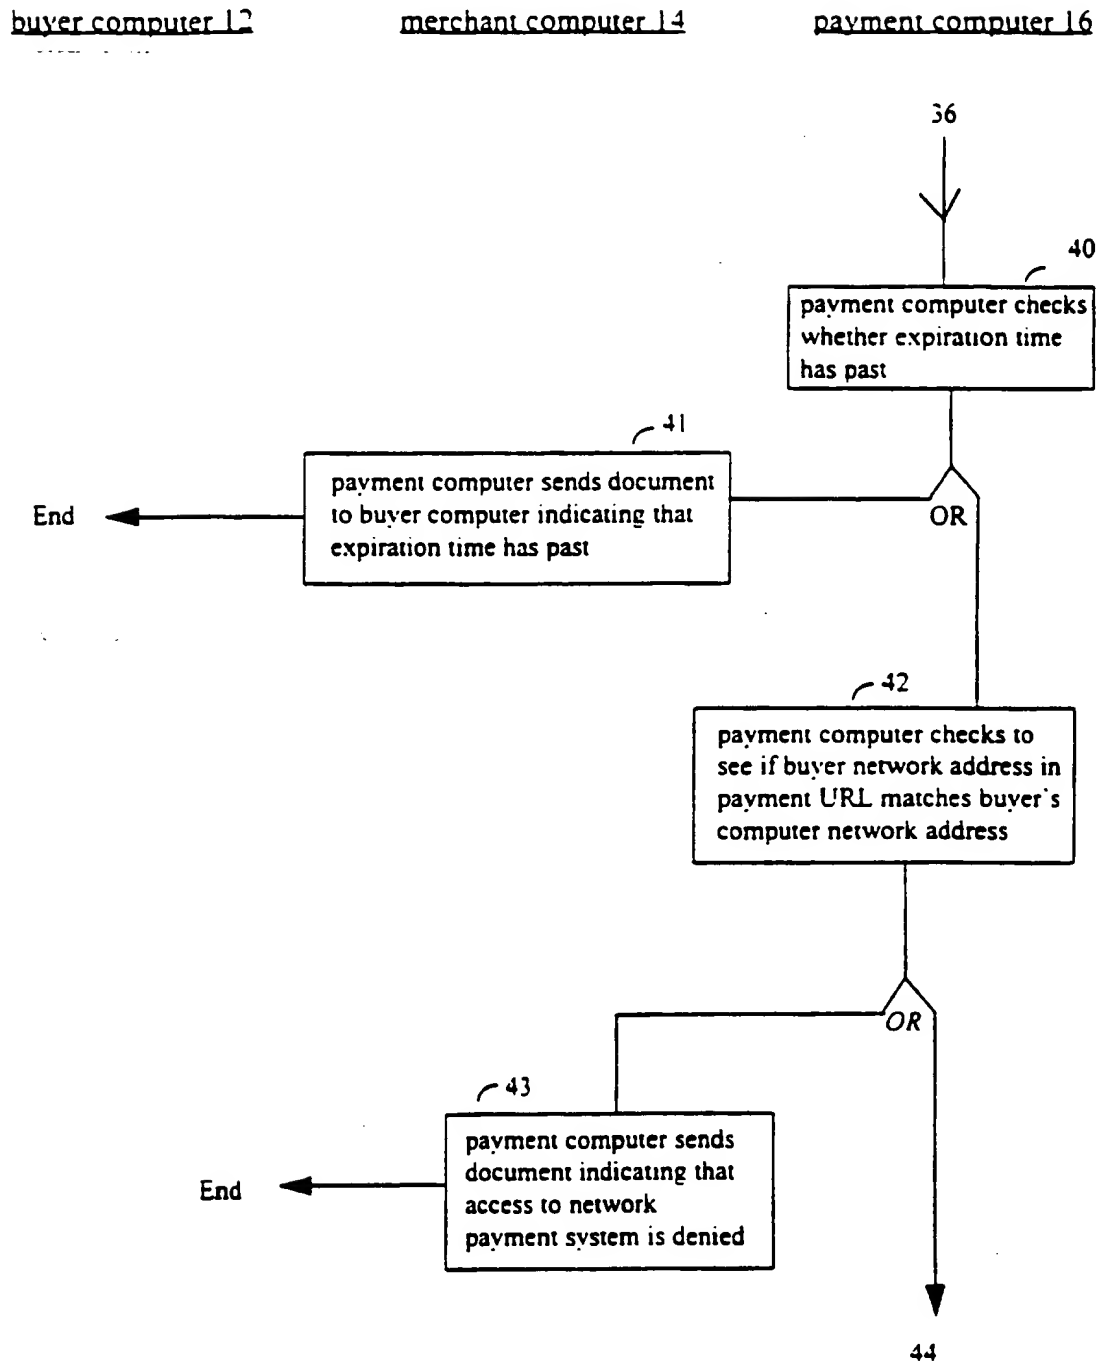 buyer computer 12
merchant computer 14
payment computer 16
36
40
payment computer checks
whether expiration time
has past
41
payment computer sends document
to buyer computer indicating that
expiration time has past
End
OR
42
payment computer checks to
see if buyer network address in
payment URL matches buyer's
computer network address
OR
43
payment computer sends
document indicating that
access to network
payment system is denied
End
44